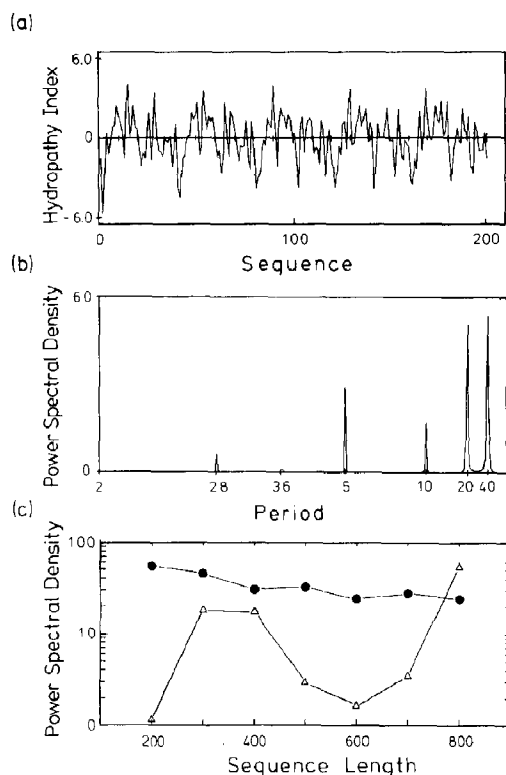 (a)
Hydropathy Index
6.0
0
-6.0
0 100 200
Sequence
(b)
Power Spectral Density
60
0
2 2.8 3.6 5 10 20 40
Period
(c)
Power Spectral Density
100
10
0
200 400 600 800
Sequence Length